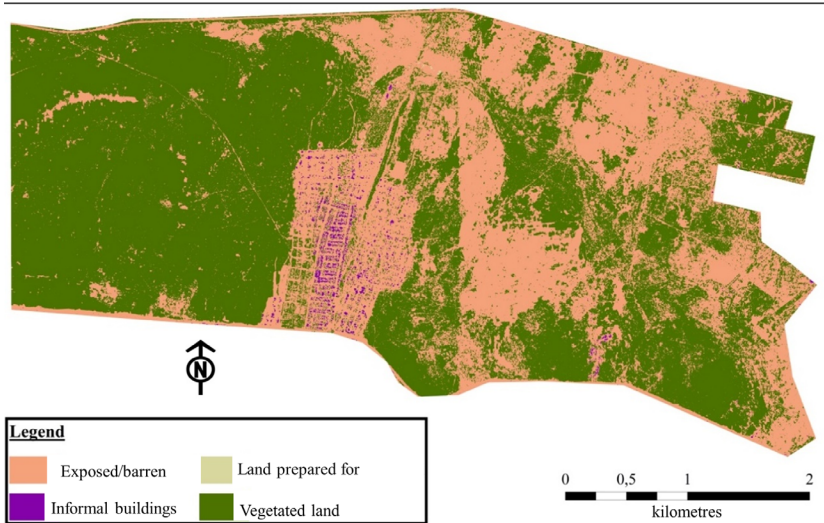 N
Legend
Exposed/barren
Land prepared for
Informal buildings
Vegetated land
0 0,5 1 2
kilometres